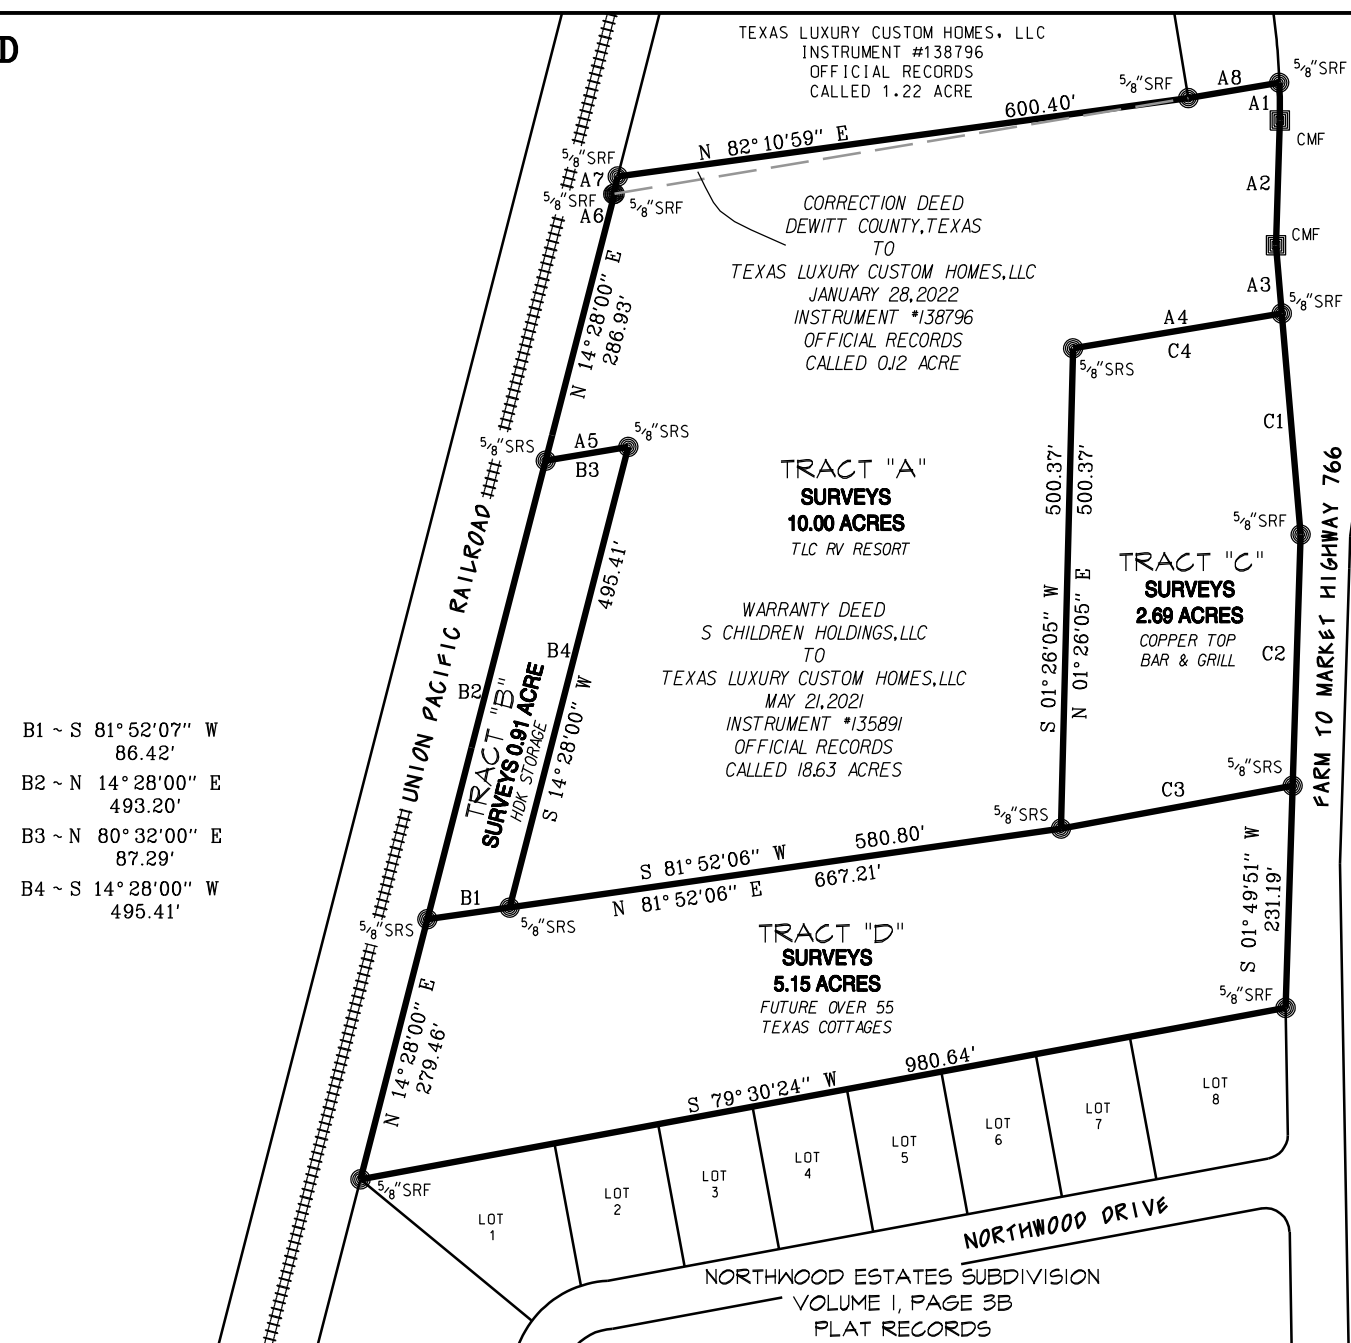 D
TEXAS LUXURY CUSTOM HOMES, LLC
INSTRUMENT #138796
OFFICIAL RECORDS
CALLED 1.22 ACRE
5/8"SRF
A8
5/8"SRF
A1
CMF
600.40'
N 82°10'59" E
5/8"SRF
A7
5/8"SRF
5/8"SRF
A6
A2
CMF
A3
5/8"SRF
CORRECTION DEED
DEWITT COUNTY, TEXAS
TO
TEXAS LUXURY CUSTOM HOMES, LLC
JANUARY 28, 2022
INSTRUMENT #138796
OFFICIAL RECORDS
CALLED 0.12 ACRE
N 14°28'00" E
286.93'
A4
C4
5/8"SRS
5/8"SRS
A5
B3
5/8"SRS
C1
TRACT "A"
SURVEYS
10.00 ACRES
TLC RV RESORT
500.37'
500.37'
S 01°26'05" W
N 01°26'05" E
5/8"SRF
TRACT "C"
SURVEYS
2.69 ACRES
COPPER TOP
BAR & GRILL
C2
FARM TO MARKET HIGHWAY 766
UNION PACIFIC RAILROAD
495.41'
B4
S 14°28'00" W
WARRANTY DEED
S CHILDREN HOLDINGS, LLC
TO
TEXAS LUXURY CUSTOM HOMES, LLC
MAY 21, 2021
INSTRUMENT #135891
OFFICIAL RECORDS
CALLED 18.63 ACRES
B2
TRACT "B"
SURVEYS 0.91 ACRE
HDK STORAGE
B1 ~ S 81°52'07" W
86.42'
B2 ~ N 14°28'00" E
493.20'
B3 ~ N 80°32'00" E
87.29'
B4 ~ S 14°28'00" W
495.41'
5/8"SRS
C3
5/8"SRS
S 81°52'06" W
580.80'
N 81°52'06" E
667.21'
B1
5/8"SRS
5/8"SRS
S 01°49'51" W
231.19'
TRACT "D"
SURVEYS
5.15 ACRES
FUTURE OVER 55
TEXAS COTTAGES
5/8"SRF
N 14°28'00" E
279.46'
S 79°30'24" W
980.64'
5/8"SRF
LOT
1
LOT
2
LOT
3
LOT
4
LOT
5
LOT
6
LOT
7
LOT
8
NORTHWOOD DRIVE
NORTHWOOD ESTATES SUBDIVISION
VOLUME 1, PAGE 3B
PLAT RECORDS